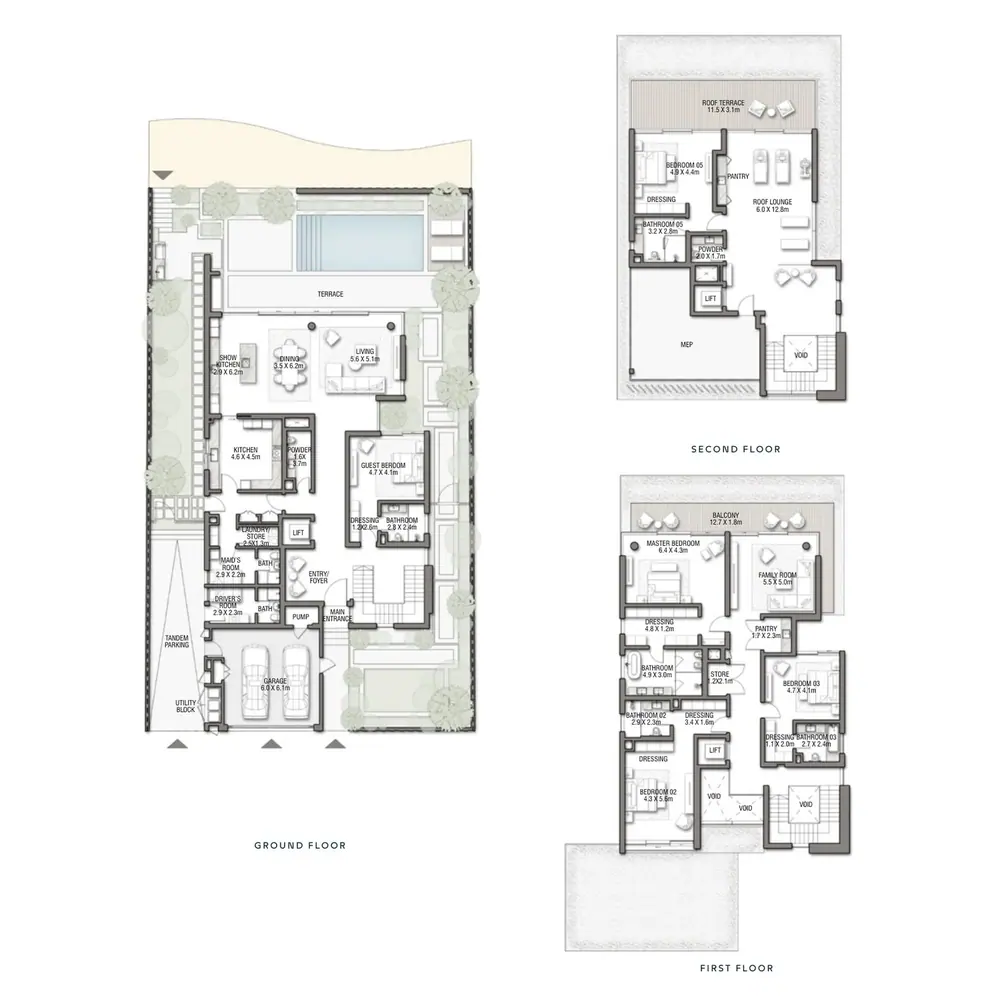 TERRACE
SHOW
KITCHEN
2.9 X 6.2m
DINING
3.5 X 6.2m
LIVING
5.6 X 5.1m
KITCHEN
4.6 X 4.5m
POWDER
1.6X
3.7m
GUEST BERDOM
4.7 X 4.1m
DRESSING
1.2X2.6m
BATHROOM
2.8 X 2.4m
LAUNDRY/
STORE
2.5X1.3m
LIFT
MAID'S
ROOM
2.9 X 2.2m
BATH
ENTRY/
FOYER
DRIVER'S
ROOM
2.9 X 2.3m
BATH
PUMP
MAIN
ENTRANCE
TANDEM
PARKING
GARAGE
6.0 X 6.1m
UTILITY
BLOCK
GROUND FLOOR
ROOF TERRACE
11.5 X 3.1m
BEDROOM 05
4.9 X 4.4m
PANTRY
DRESSING
ROOF LOUNGE
6.0 X 12.8m
BATHROOM 05
3.2 X 2.8m
POWDER
2.0 X 1.7m
LIFT
MEP
VOID
SECOND FLOOR
BALCONY
12.7 X 1.8m
MASTER BEDROOM
6.4 X 4.3m
FAMILY ROOM
5.5 X 5.0m
DRESSING
4.8 X 1.2m
PANTRY
1.7 X 2.3m
BATHROOM
4.9 X 3.0m
STORE
1.2X2.1m
BEDROOM 03
4.7 X 4.1m
BATHROOM 02
2.9 X 2.3m
DRESSING
3.4 X 1.6m
DRESSING
1.1 X 2.0m
BATHROOM 03
2.7 X 2.4m
DRESSING
LIFT
BEDROOM 02
4.3 X 5.6m
VOID
VOID
VOID
FIRST FLOOR